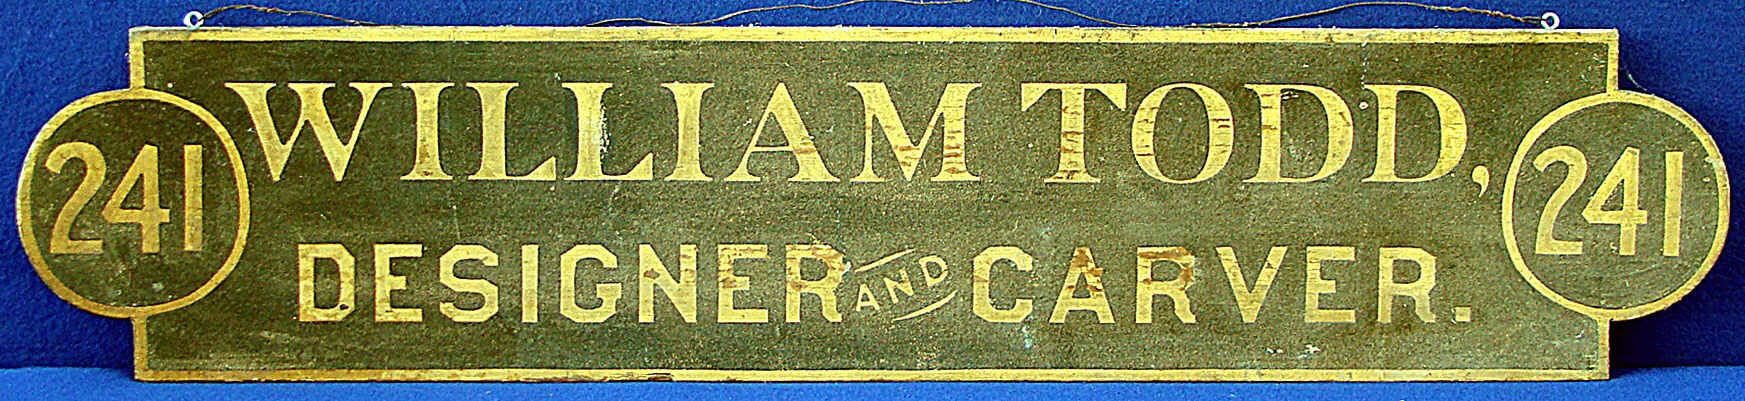 241 WILLIAM TODD, 241
DESIGNER AND CARVER.